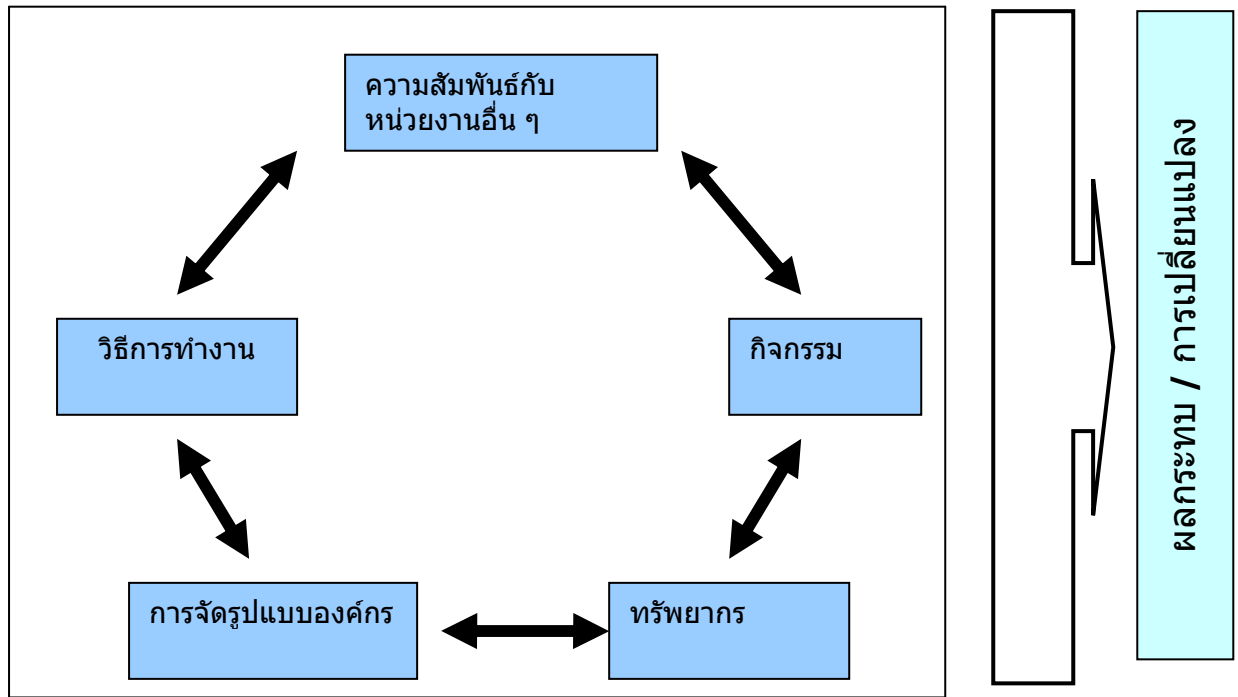 ความสัมพันธ์กับ
หน่วยงานอื่น ๆ
วิธีการทำงาน
กิจกรรม
การจัดรูปแบบองค์กร
ทรัพยากร
ผลกระทบ / การเปลี่ยนแปลง